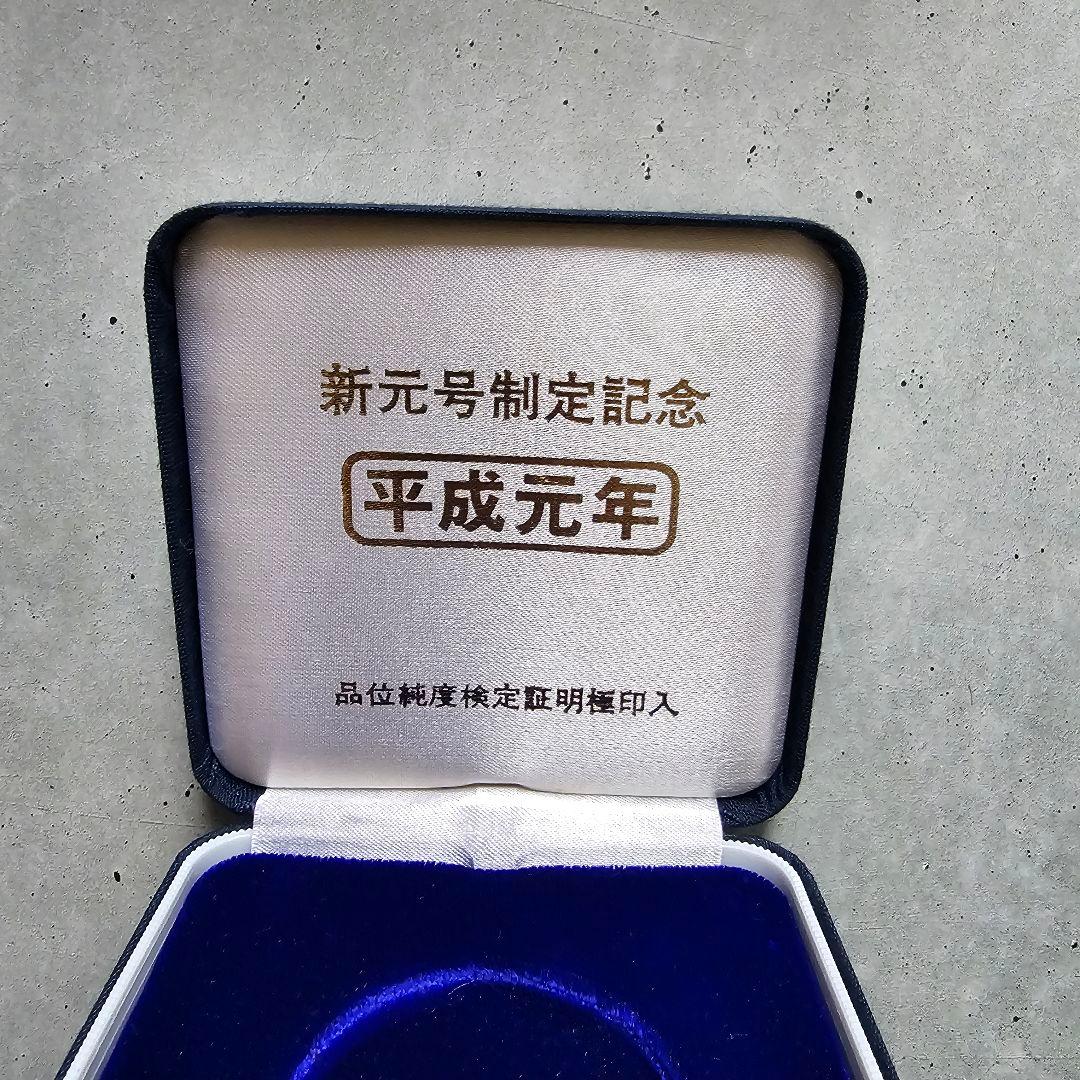 新元号制定記念
平成元年
品位純度検定証明極印入